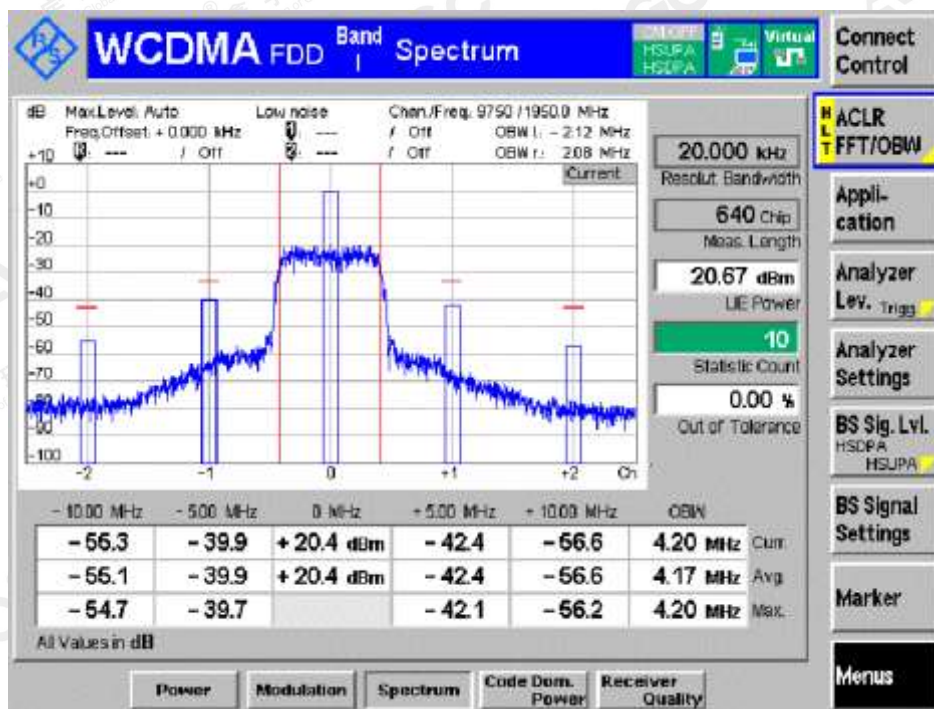 R&S
WCDMA FDD Band I Spectrum
HSUPA
HSDPA
Virtual
Connect Control
dB Max.Level: Auto Low noise Chan./Freq.: 9750 / 1950.0 MHz
Freq.Offset: + 0.000 kHz 1: --- / Off OBW l.: - 2.12 MHz
R: --- / Off 2: --- / Off OBW r.: 2.08 MHz
Current
+10
+0
-10
-20
-30
-40
-50
-60
-70
-80
-90
-100
-2 -1 0 +1 +2 Ch
20.000 kHz
Resolut. Bandwidth
640 Chip
Meas. Length
20.67 dBm
UE Power
10
Statistic Count
0.00 %
Out of Tolerance
- 10.00 MHz - 5.00 MHz 0 MHz + 5.00 MHz + 10.00 MHz OBW
- 55.3 - 39.9 + 20.4 dBm - 42.4 - 56.6 4.20 MHz Curr.
- 55.1 - 39.9 + 20.4 dBm - 42.4 - 56.6 4.17 MHz Avg.
- 54.7 - 39.7 - 42.1 - 56.2 4.20 MHz Max.
All Values in dB
HLT ACLR
FFT/OBW
Appli-
cation
Analyzer
Lev. Trigg.
Analyzer
Settings
BS Sig. Lvl.
HSDPA
HSUPA
BS Signal
Settings
Marker
Menus
Power
Modulation
Spectrum
Code Dom.
Power
Receiver
Quality